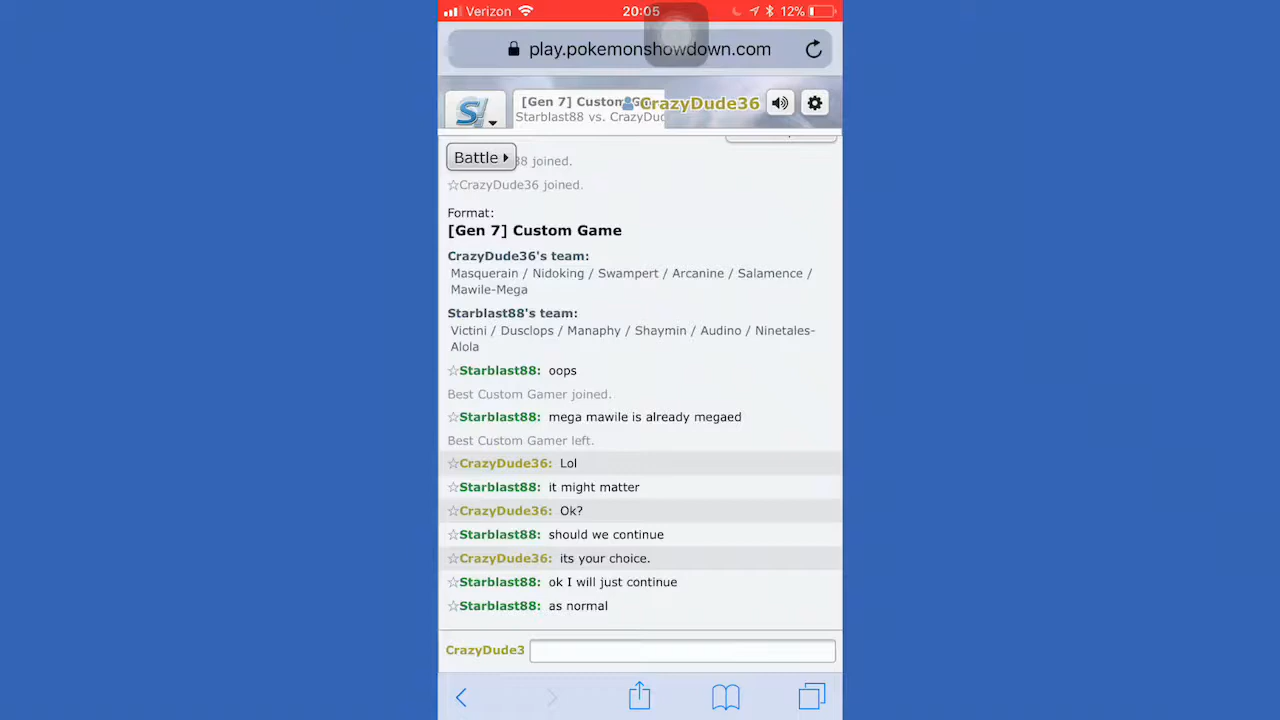 Verizon 20:05 12%
play.pokemonshowdown.com
[Gen 7] Custom
CrazyDude36
Starblast88 vs. CrazyDud
Battle
88 joined.
☆CrazyDude36 joined.
Format:
[Gen 7] Custom Game
CrazyDude36's team:
Masquerain / Nidoking / Swampert / Arcanine / Salamence /
Mawile-Mega
Starblast88's team:
Victini / Dusclops / Manaphy / Shaymin / Audino / Ninetales-
Alola
☆Starblast88: oops
Best Custom Gamer joined.
☆Starblast88: mega mawile is already megaed
Best Custom Gamer left.
☆CrazyDude36: Lol
☆Starblast88: it might matter
☆CrazyDude36: Ok?
☆Starblast88: should we continue
☆CrazyDude36: its your choice.
☆Starblast88: ok I will just continue
☆Starblast88: as normal
CrazyDude3